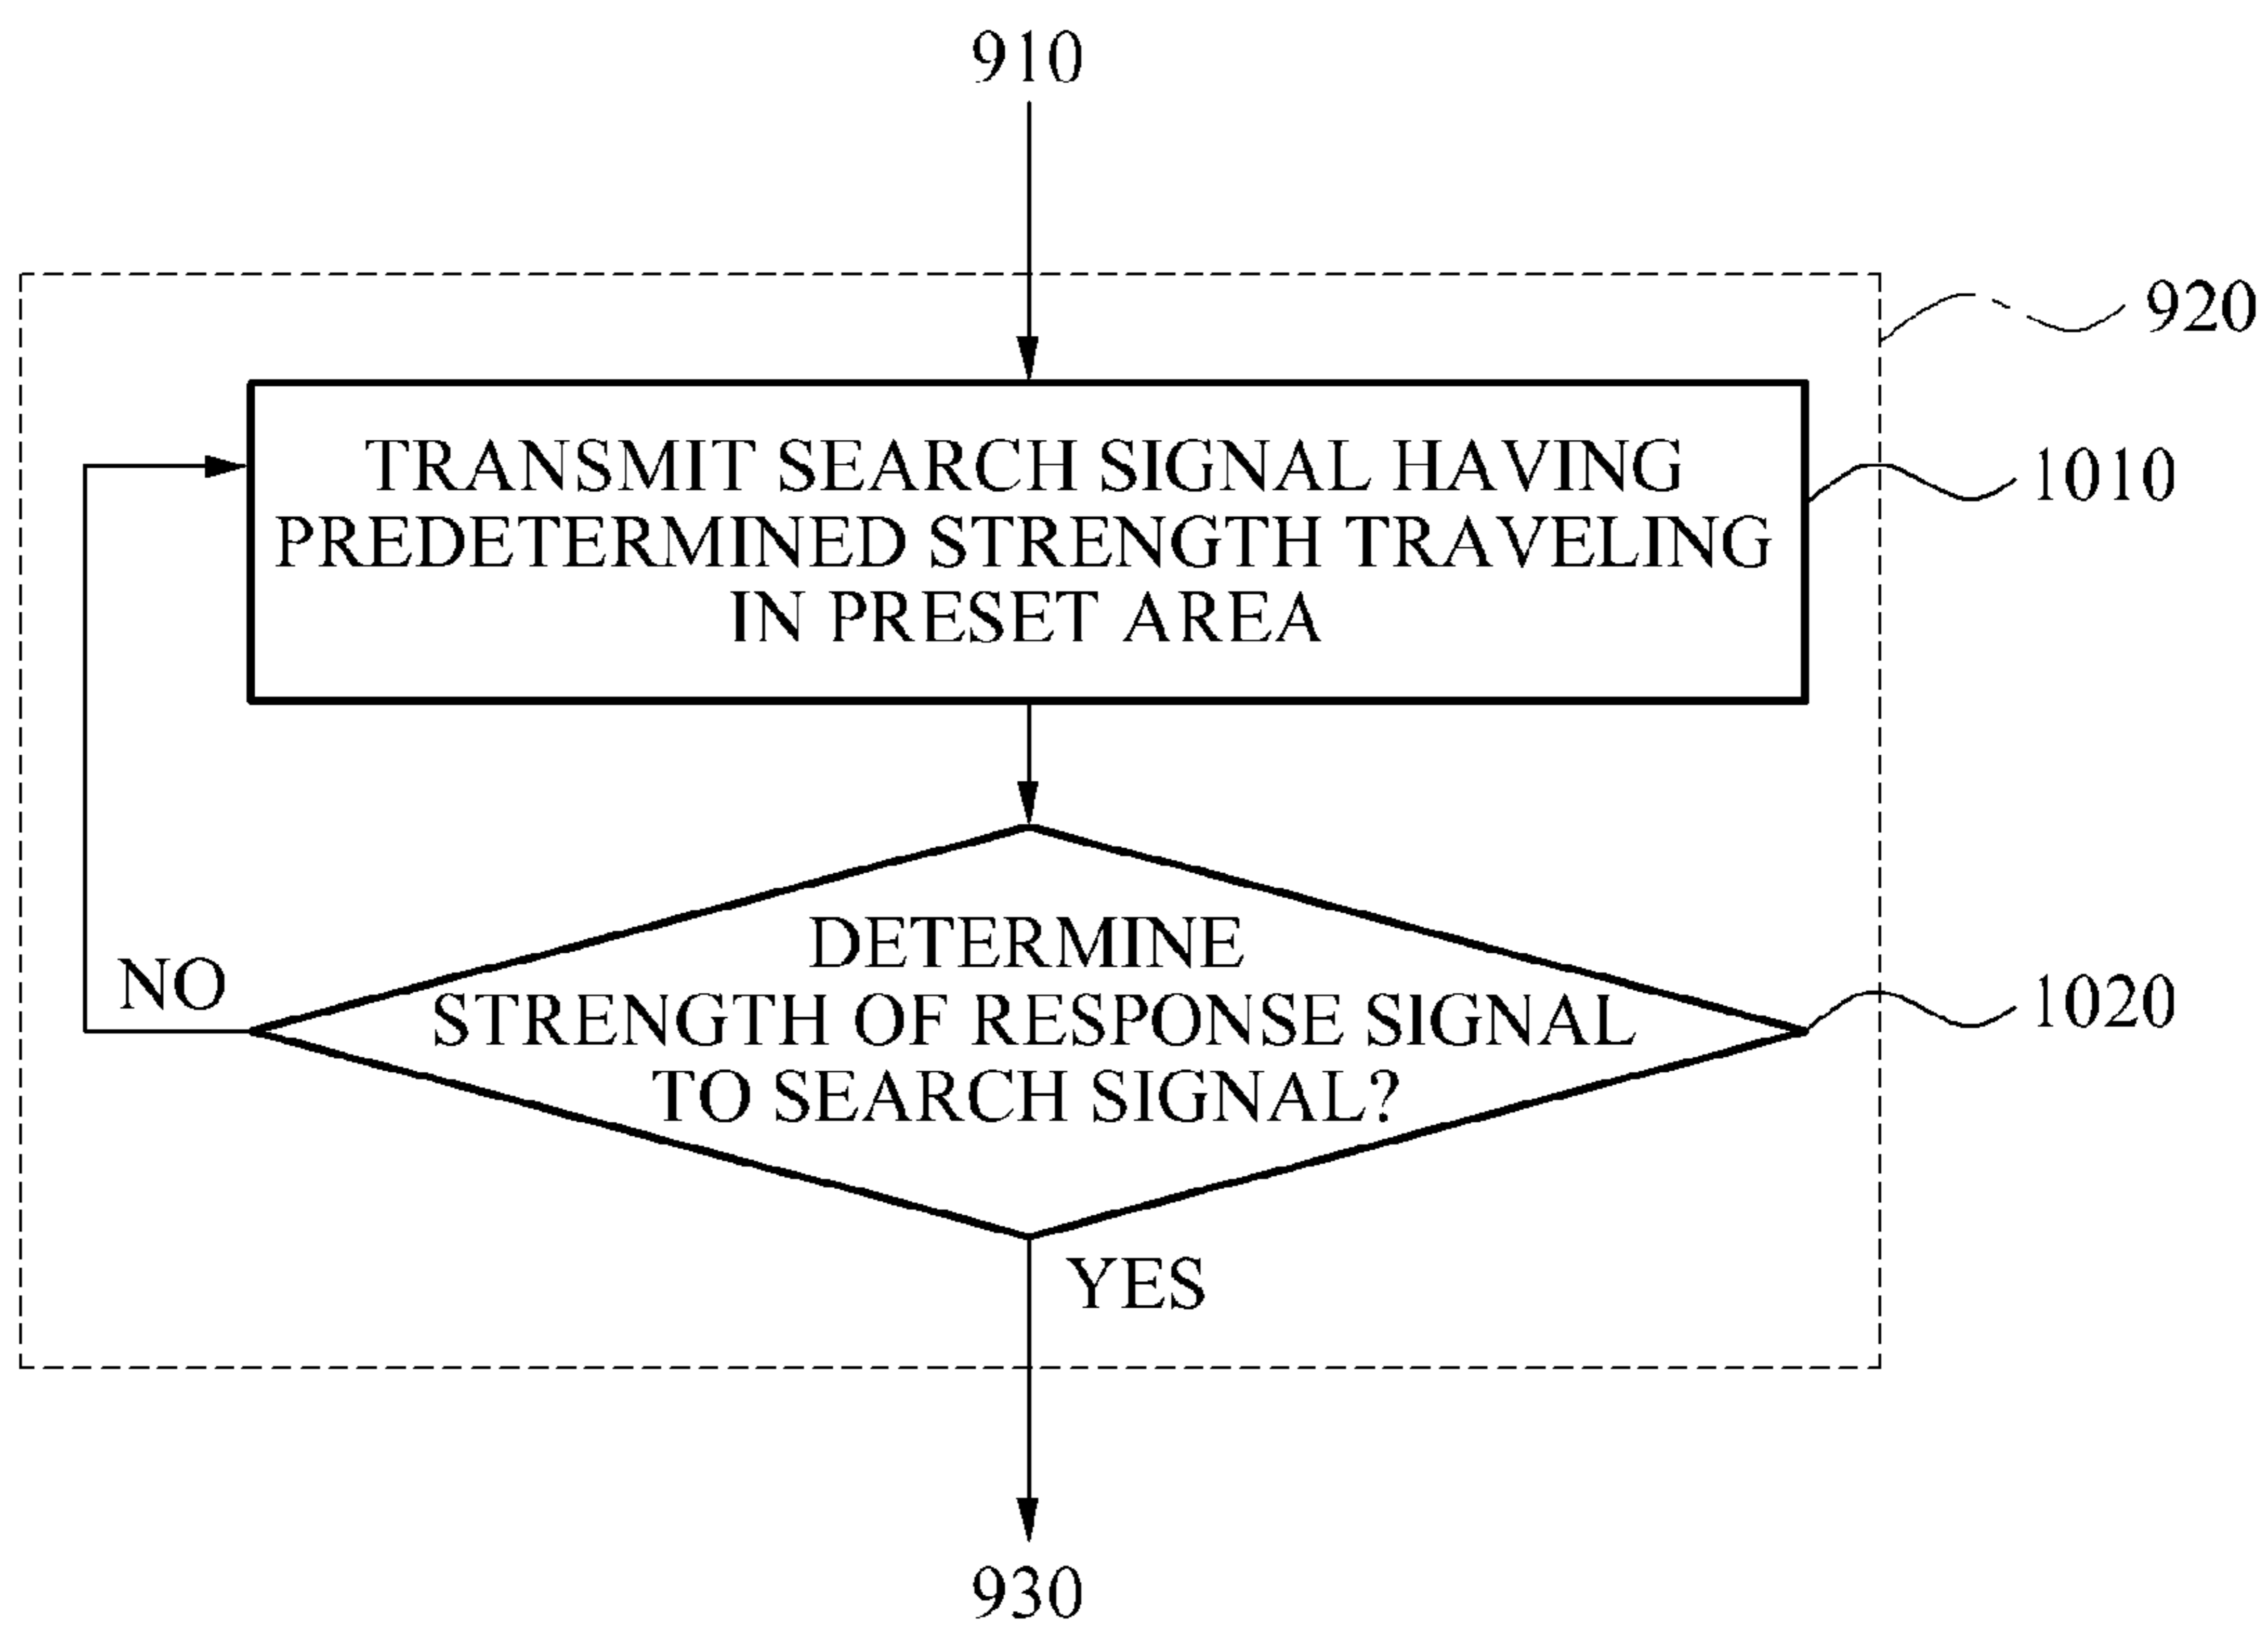 910
920
TRANSMIT SEARCH SIGNAL HAVING
PREDETERMINED STRENGTH TRAVELING
IN PRESET AREA
1010
DETERMINE
STRENGTH OF RESPONSE SIGNAL
TO SEARCH SIGNAL?
1020
NO
YES
930